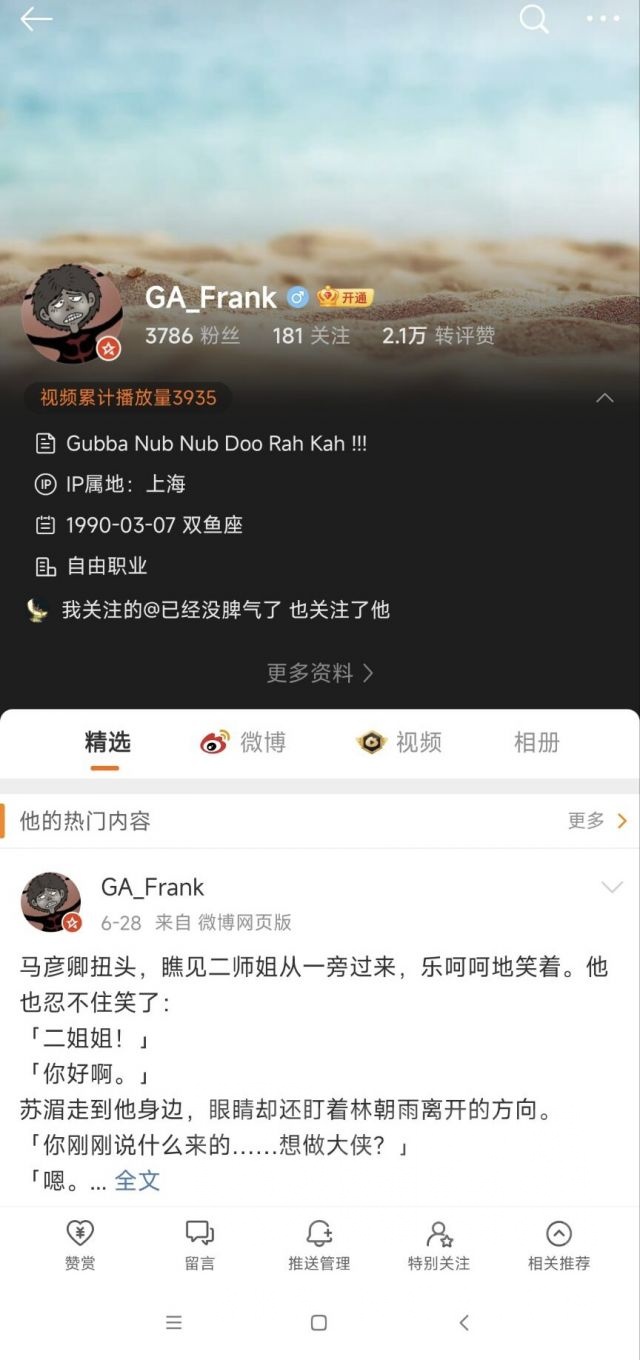 GA_Frank 开通
3786 粉丝 181 关注 2.1万 转评赞
视频累计播放量3935
Gubba Nub Nub Doo Rah Kah !!!
IP IP属地：上海
1990-03-07 双鱼座
自由职业
我关注的@已经没脾气了 也关注了他
更多资料
精选 微博 视频 相册
他的热门内容 更多
GA_Frank
6-28 来自 微博网页版
马彦卿扭头，瞧见二师姐从一旁过来，乐呵呵地笑着。他
也忍不住笑了：
「二姐姐！」
「你好啊。」
苏湄走到他身边，眼睛却还盯着林朝雨离开的方向。
「你刚刚说什么来的……想做大侠？」
「嗯。... 全文
赞赏 留言 推送管理 特别关注 相关推荐